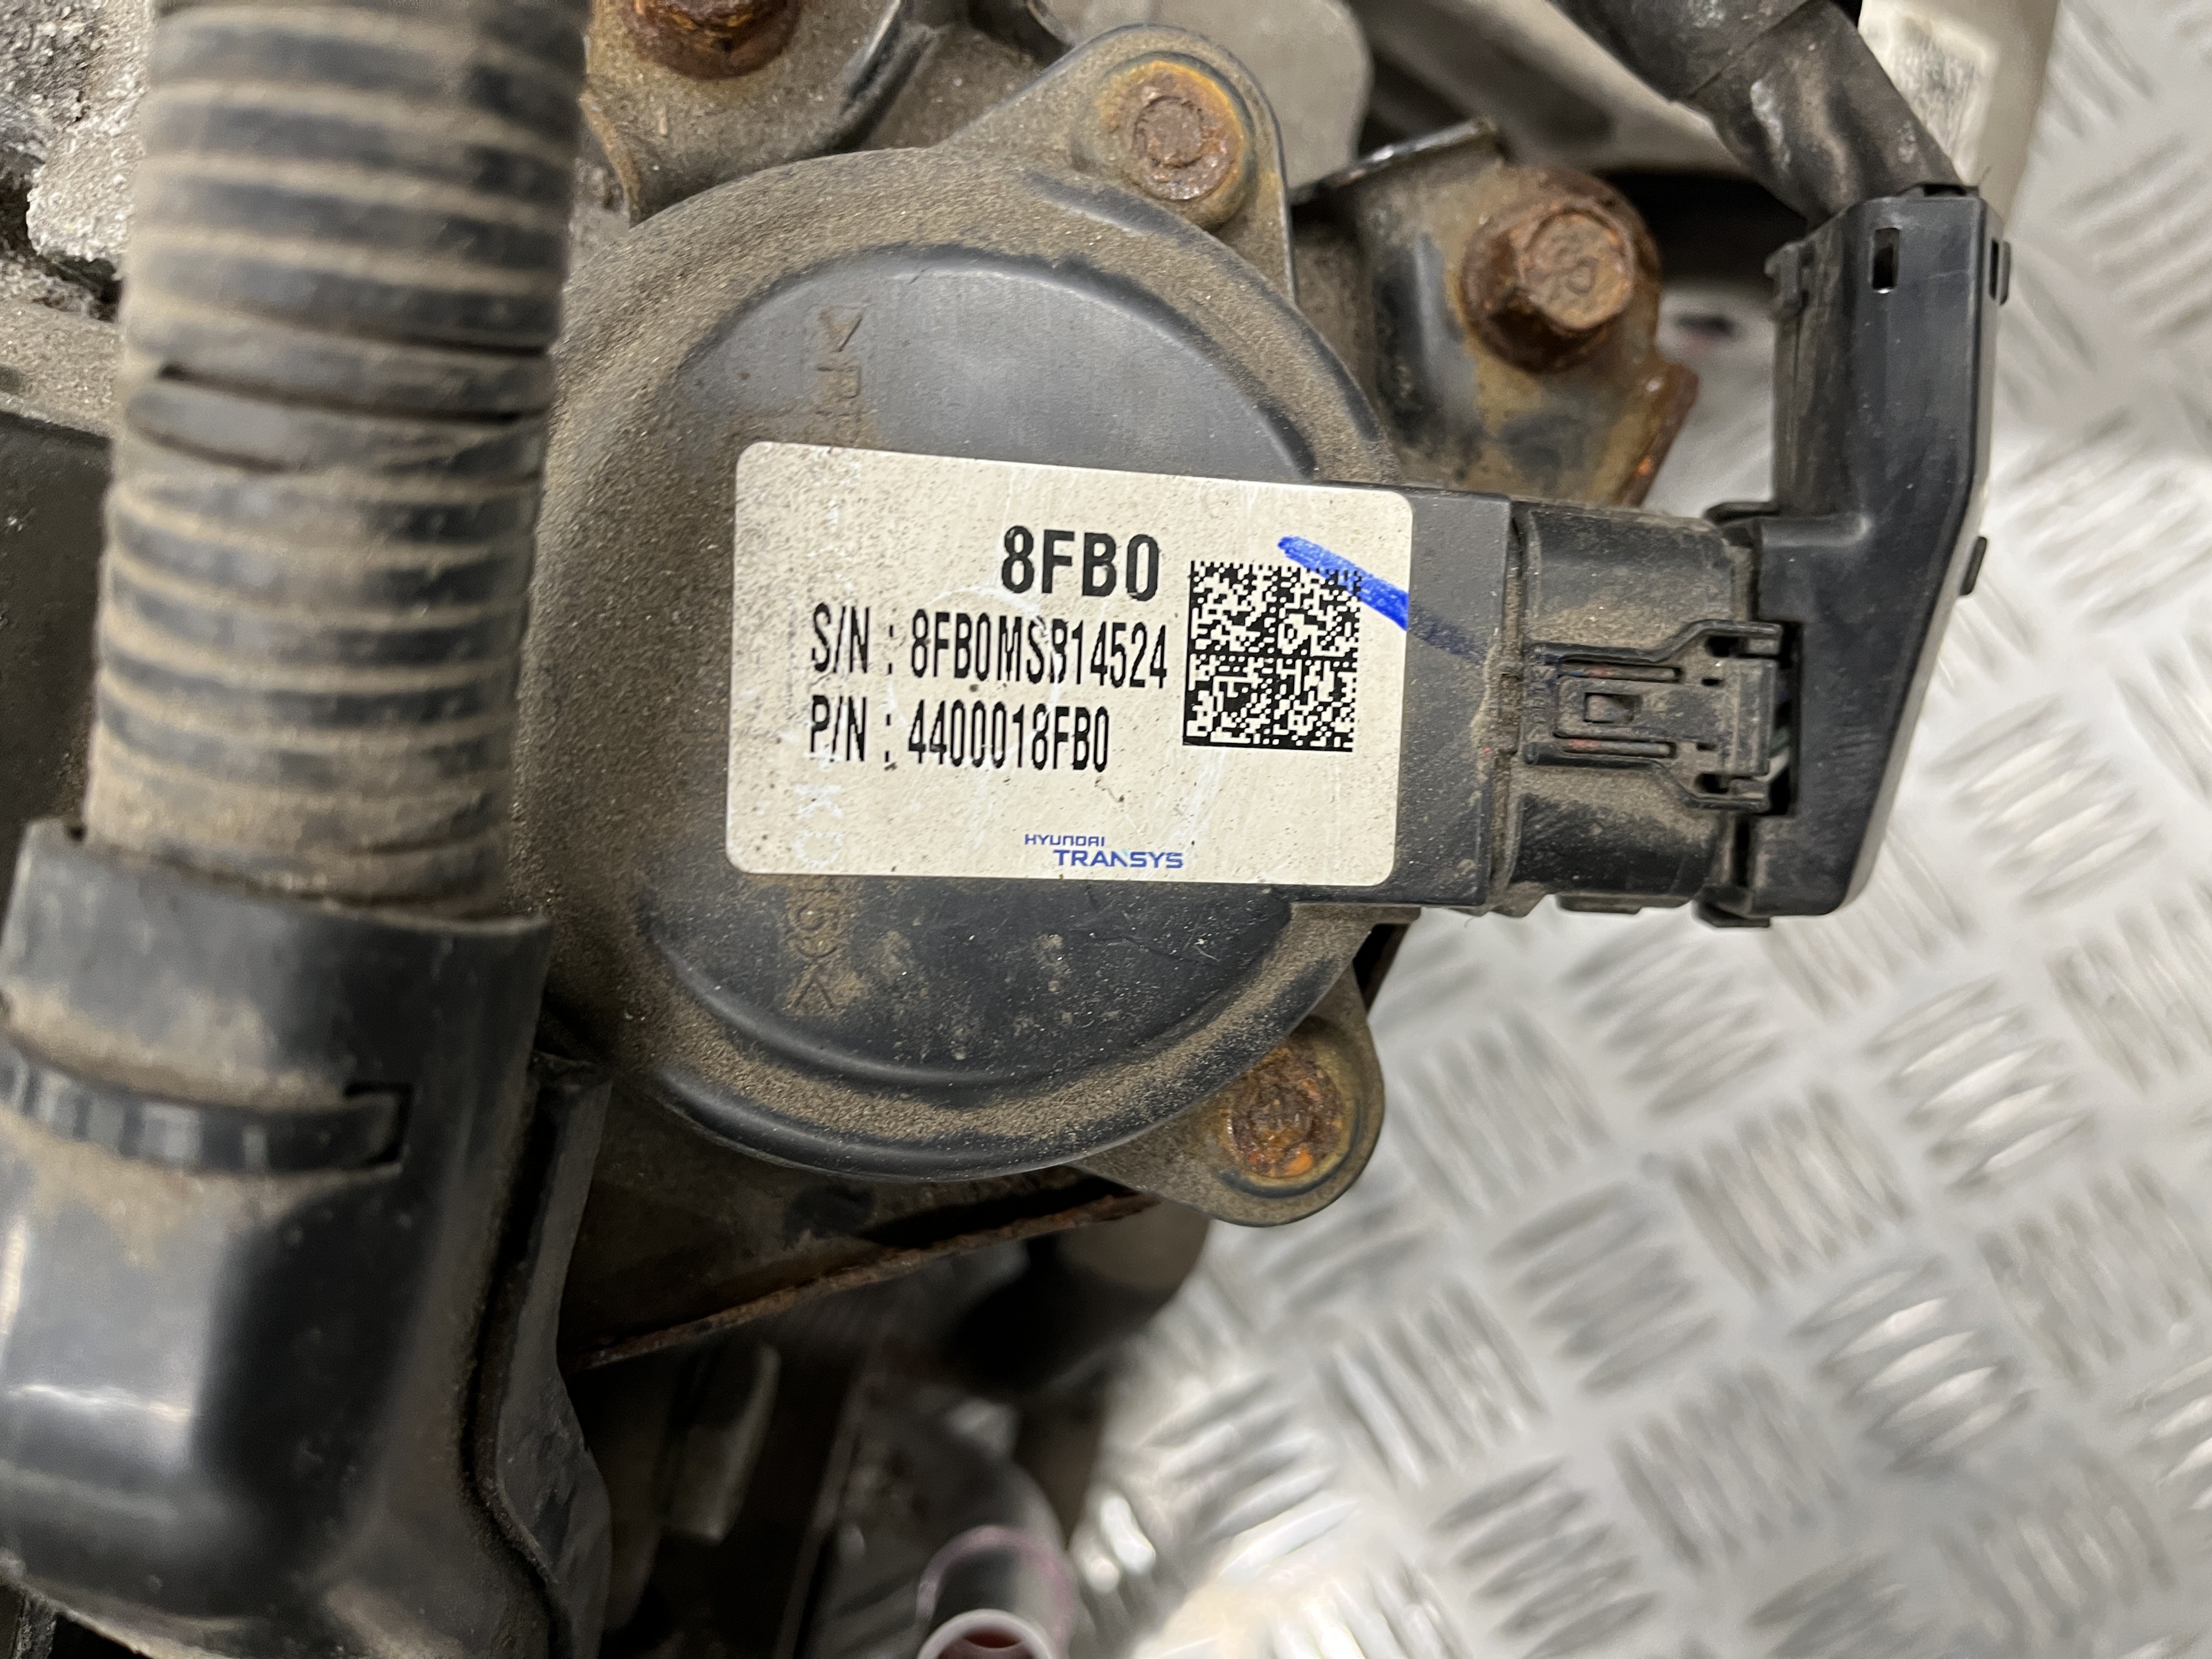 8FB0
S/N : 8FB0MSB14524
P/N : 4400018FB0
HYUNDAI
TRANSYS